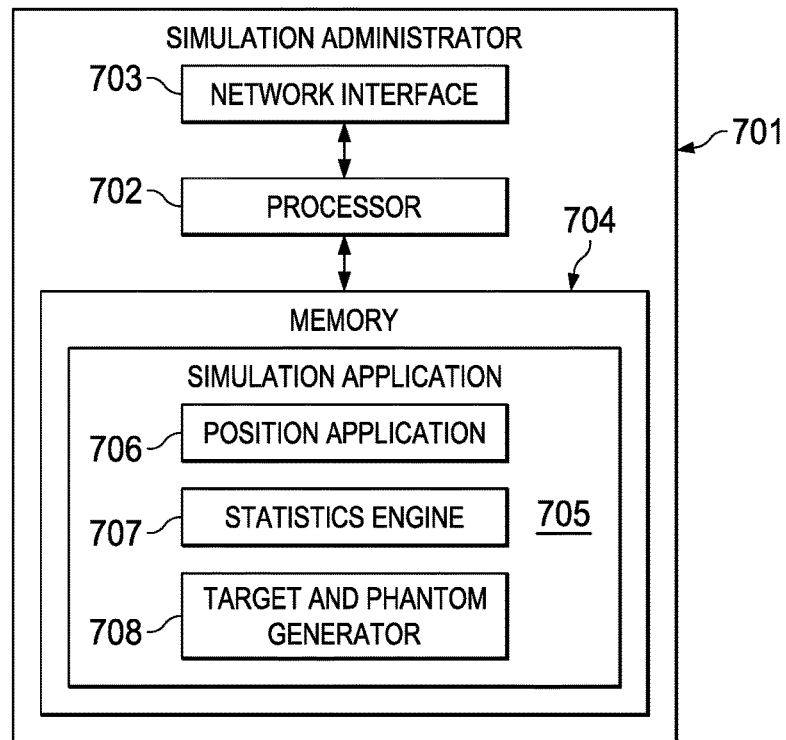 SIMULATION ADMINISTRATOR
703
NETWORK INTERFACE
701
702
PROCESSOR
704
MEMORY
SIMULATION APPLICATION
706
POSITION APPLICATION
707
STATISTICS ENGINE
705
708
TARGET AND PHANTOM
GENERATOR